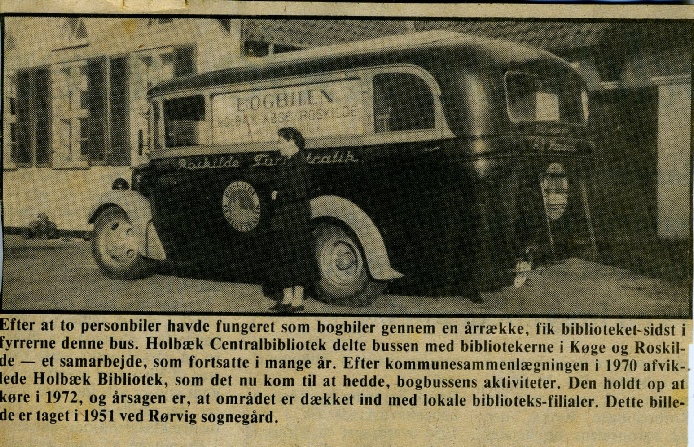 BOGBILEN
HOLBÆK KØGE ROSKILDE
Roskilde Turisttrafik
Efter at to personbiler havde fungeret som bogbiler gennem en årrække, fik biblioteket sidst i
fyrrerne denne bus. Holbæk Centralbibliotek delte bussen med bibliotekerne i Køge og Roskil-
de — et samarbejde, som fortsatte i mange år. Efter kommunesammenlægningen i 1970 afvik-
lede Holbæk Bibliotek, som det nu kom til at hedde, bogbussens aktiviteter. Den holdt op at
køre i 1972, og årsagen er, at området er dækket ind med lokale biblioteks-filialer. Dette bille-
de er taget i 1951 ved Rørvig sognegård.